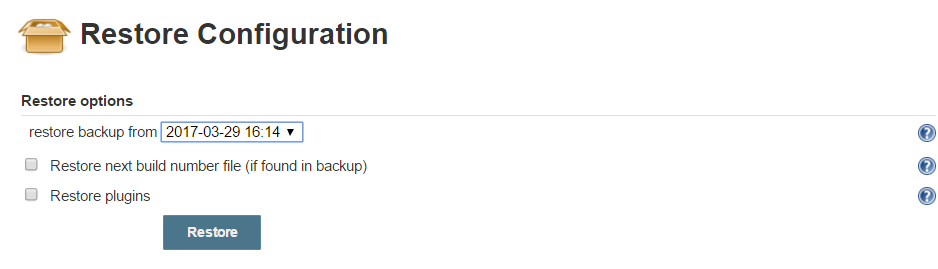 Restore Configuration
Restore options
restore backup from 2017-03-29 16:14
Restore next build number file (if found in backup)
Restore plugins
Restore